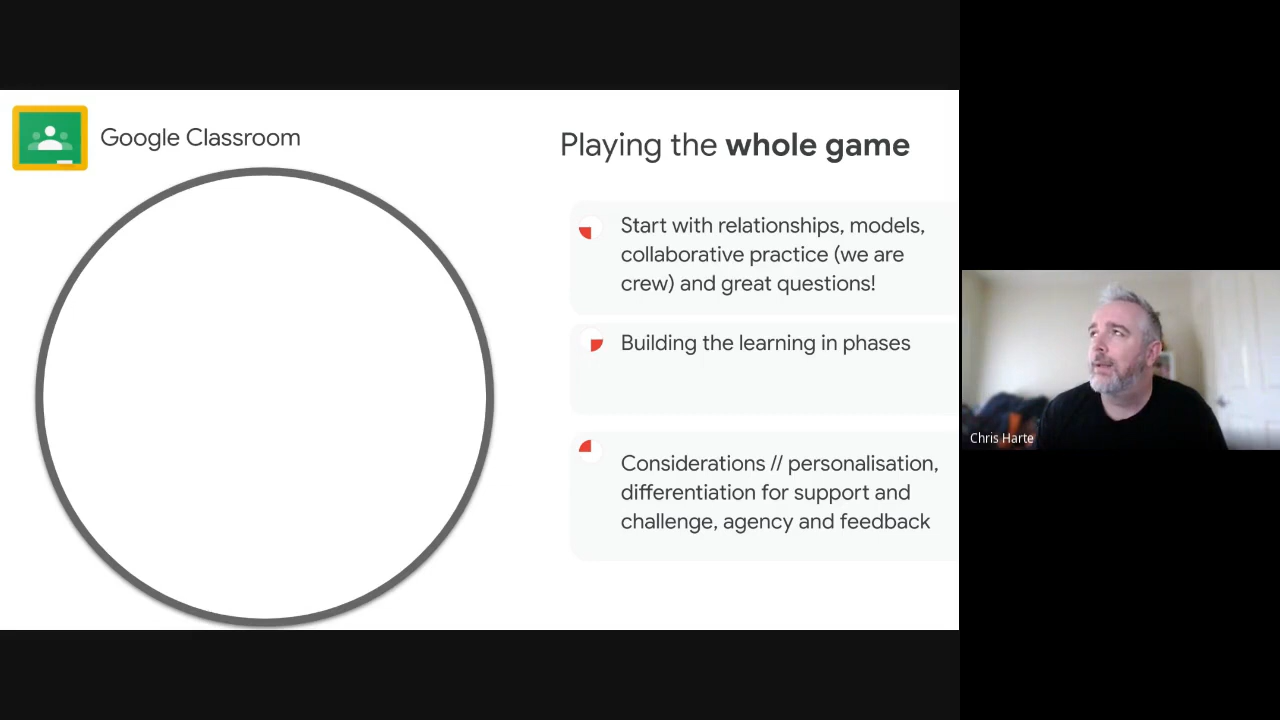 Google Classroom
Playing the whole game
Start with relationships, models,
collaborative practice (we are
crew) and great questions!
Building the learning in phases
Considerations // personalisation,
differentiation for support and
challenge, agency and feedback
Chris Harte